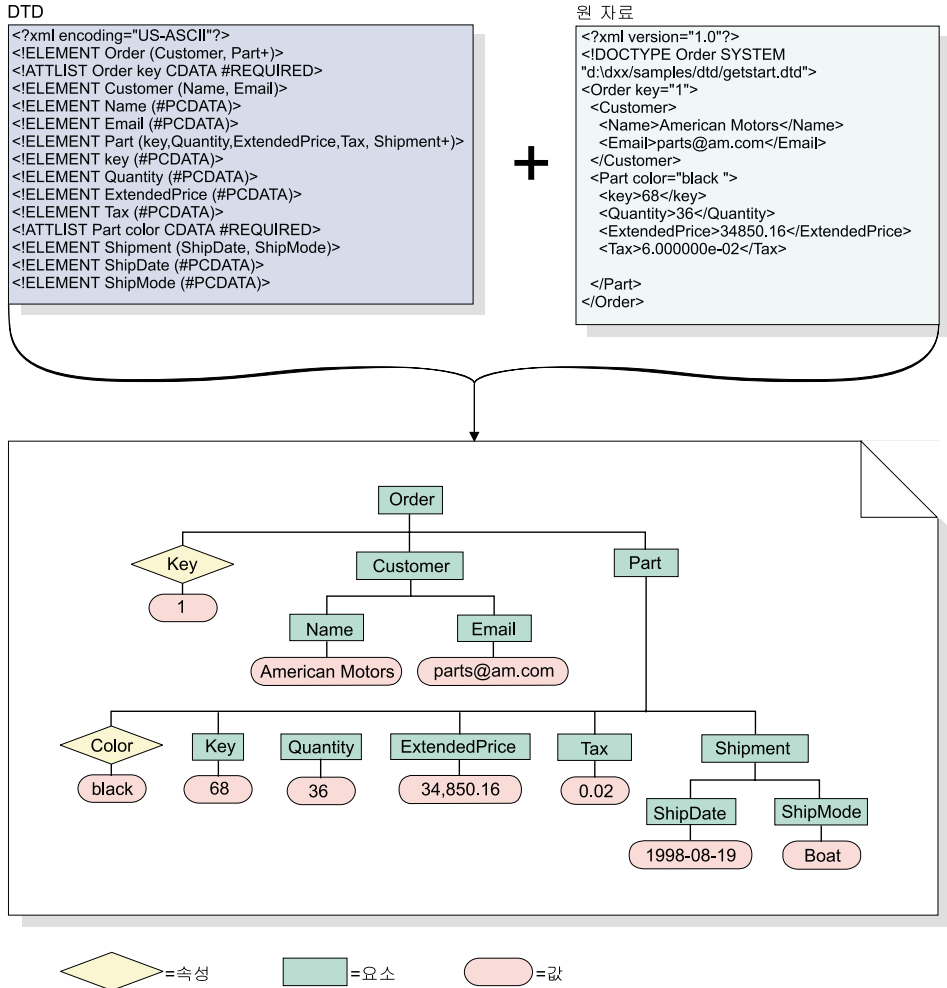 DTD
<?xml encoding="US-ASCII"?>
<!ELEMENT Order (Customer, Part+)>
<!ATTLIST Order key CDATA #REQUIRED>
<!ELEMENT Customer (Name, Email)>
<!ELEMENT Name (#PCDATA)>
<!ELEMENT Email (#PCDATA)>
<!ELEMENT Part (key,Quantity,ExtendedPrice,Tax, Shipment+)>
<!ELEMENT key (#PCDATA)>
<!ELEMENT Quantity (#PCDATA)>
<!ELEMENT ExtendedPrice (#PCDATA)>
<!ELEMENT Tax (#PCDATA)>
<!ATTLIST Part color CDATA #REQUIRED>
<!ELEMENT Shipment (ShipDate, ShipMode)>
<!ELEMENT ShipDate (#PCDATA)>
<!ELEMENT ShipMode (#PCDATA)>
+
원 자료
<?xml version="1.0"?>
<!DOCTYPE Order SYSTEM
"d:\dxx/samples/dtd/getstart.dtd">
<Order key="1">
<Customer>
<Name>American Motors</Name>
<Email>parts@am.com</Email>
</Customer>
<Part color="black ">
<key>68</key>
<Quantity>36</Quantity>
<ExtendedPrice>34850.16</ExtendedPrice>
<Tax>6.000000e-02</Tax>
</Part>
</Order>
Order
Key
Customer
Part
1
Name
Email
American Motors
parts@am.com
Color
Key
Quantity
ExtendedPrice
Tax
Shipment
black
68
36
34,850.16
0.02
ShipDate
ShipMode
1998-08-19
Boat
=속성
=요소
=값